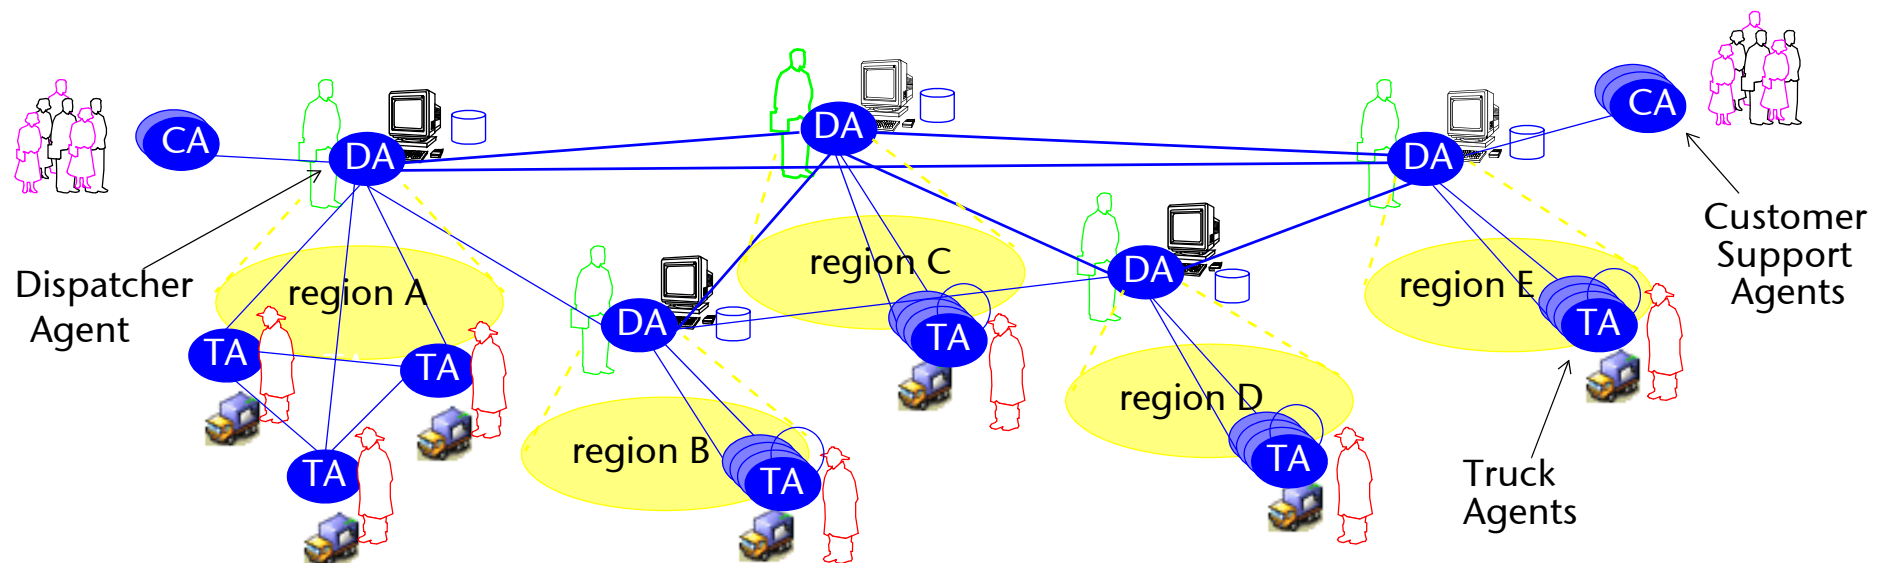 CA
DA
DA
DA
CA
Customer
Support
Agents
Dispatcher
Agent
region A
DA
region C
DA
region E
TA
TA
TA
TA
TA
region B
TA
region D
TA
Truck
Agents